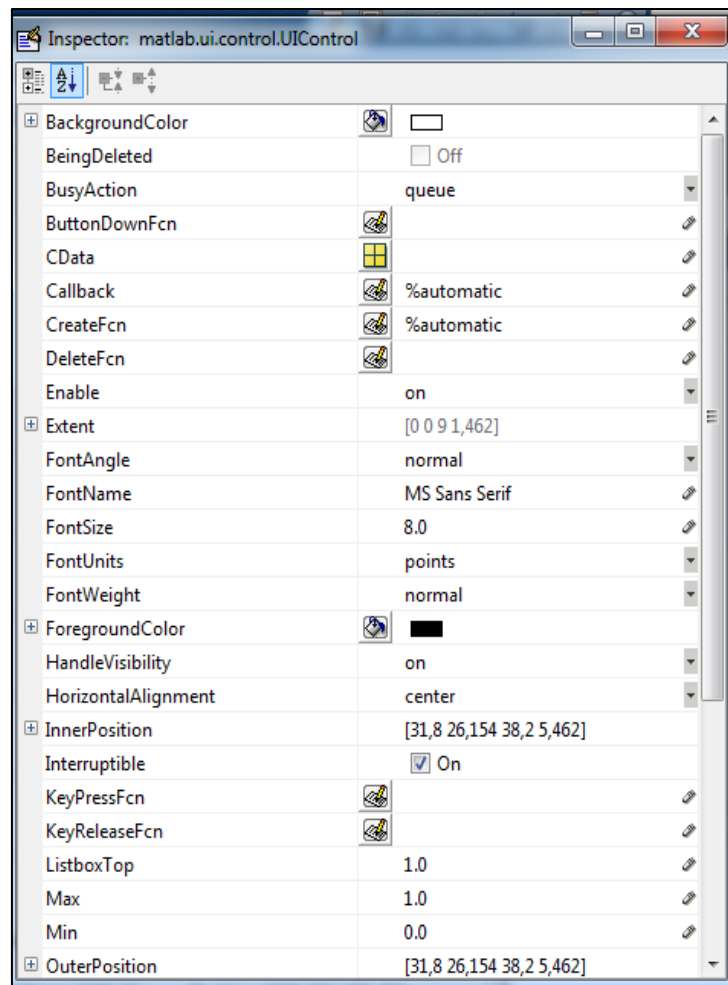 Inspector: matlab.ui.control.UIControl
BackgroundColor
BeingDeleted Off
BusyAction queue
ButtonDownFcn
CData
Callback %automatic
CreateFcn %automatic
DeleteFcn
Enable on
Extent [0 0 9 1,462]
FontAngle normal
FontName MS Sans Serif
FontSize 8.0
FontUnits points
FontWeight normal
ForegroundColor
HandleVisibility on
HorizontalAlignment center
InnerPosition [31,8 26,154 38,2 5,462]
Interruptible On
KeyPressFcn
KeyReleaseFcn
ListboxTop 1.0
Max 1.0
Min 0.0
OuterPosition [31,8 26,154 38,2 5,462]